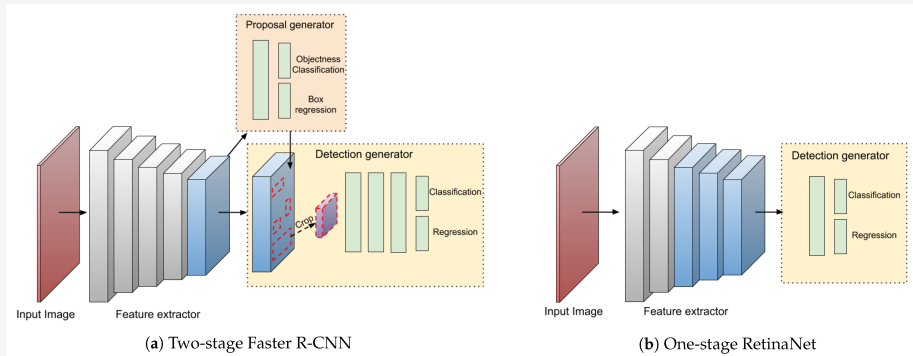 Proposal generator
Objectness
Classification
Box
regression
Detection generator
Classification
Crop
Regression
Input Image
Feature extractor
(a) Two-stage Faster R-CNN
Detection generator
Classification
Regression
Input Image
Feature extractor
(b) One-stage RetinaNet